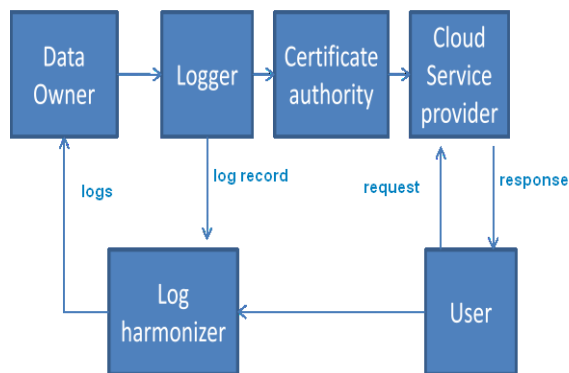 Data
Owner
Logger
Certificate
authority
Cloud
Service
provider
logs
log record
request
response
Log
harmonizer
User